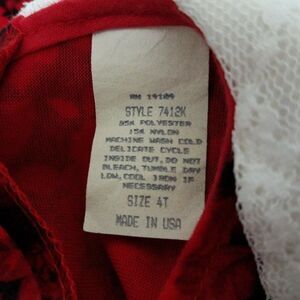 RN 19109
STYLE 7412K
85% POLYESTER
15% NYLON
MACHINE WASH COLD
DELICATE CYCLE
INSIDE OUT, DO NOT
BLEACH, TUMBLE DRY
LOW, COOL IRON IF
NECESSARY
SIZE 4T
MADE IN USA